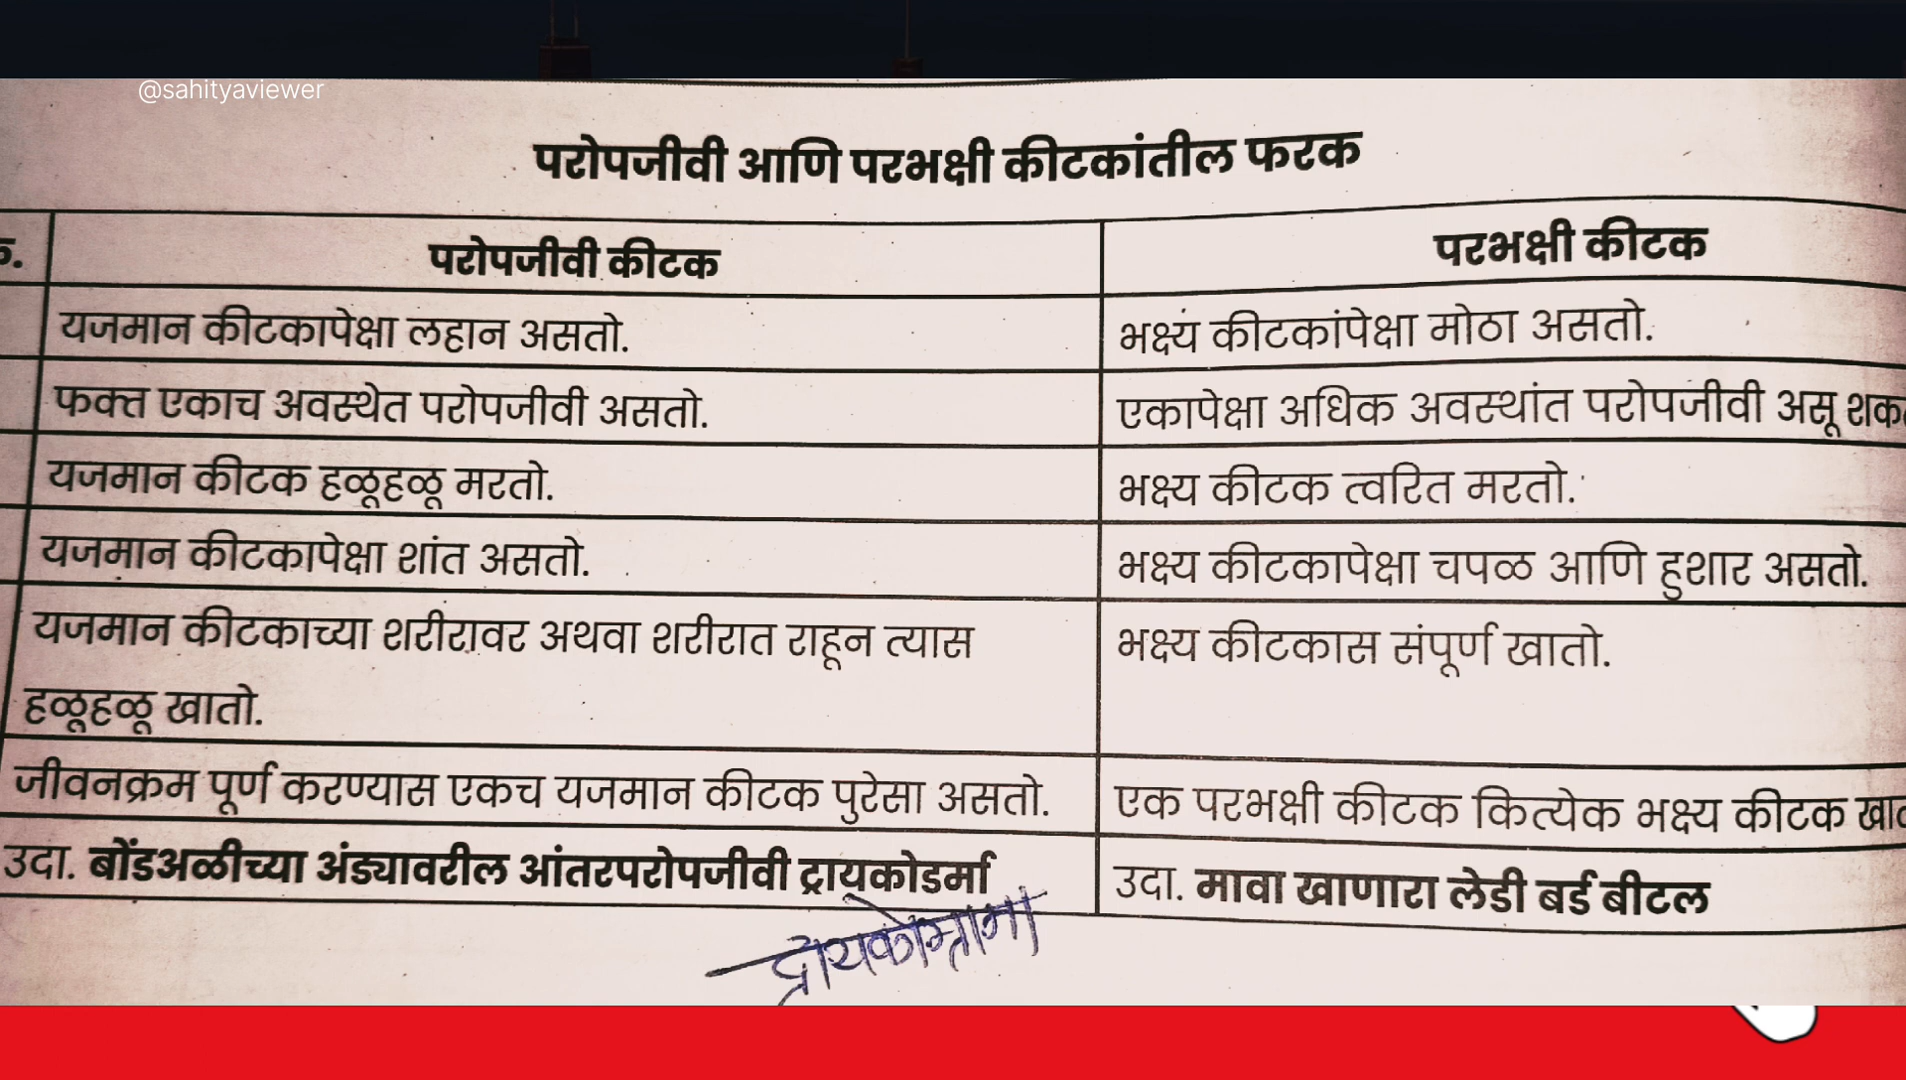 @sahityaviewer
परोपजीवी आणि परभक्षी कीटकांतील फरक
परोपजीवी कीटक
परभक्षी कीटक
यजमान कीटकापेक्षा लहान असतो.
भक्ष्य कीटकांपेक्षा मोठा असतो.
फक्त एकाच अवस्थेत परोपजीवी असतो.
एकापेक्षा अधिक अवस्थांत परोपजीवी असू
यजमान कीटक हळूहळू मरतो.
भक्ष्य कीटक त्वरित मरतो.
यजमान कीटकापेक्षा शांत असतो.
भक्ष्य कीटकापेक्षा चपळ आणि हुशार असतो.
यजमान कीटकाच्या शरीरावर अथवा शरीरात राहून त्यास
हळूहळू खातो.
भक्ष्य कीटकास संपूर्ण खातो.
जीवनक्रम पूर्ण करण्यास एकच यजमान कीटक पुरेसा असतो.
एक परभक्षी कीटक कित्येक भक्ष्य कीटक
उदा. बोंडअळीच्या अंड्यावरील आंतरपरोपजीवी ट्रायकोडर्मा
उदा. मावा खाणारा लेडी बर्ड बीटल